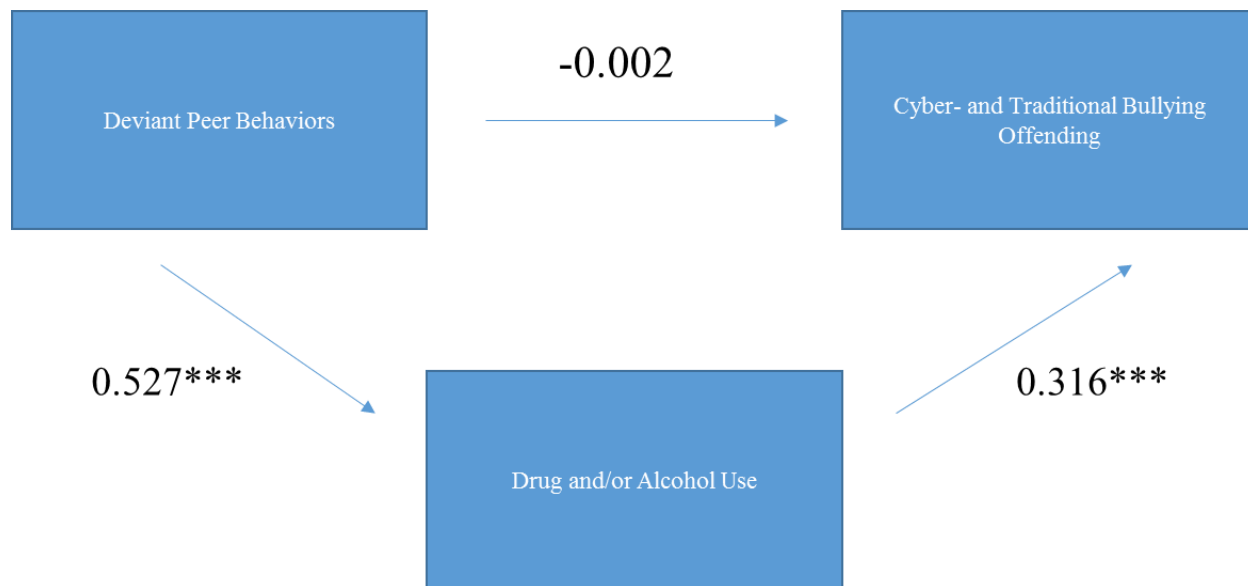 -0.002
Deviant Peer Behaviors
Cyber- and Traditional Bullying
Offending
0.527***
0.316***
Drug and/or Alcohol Use